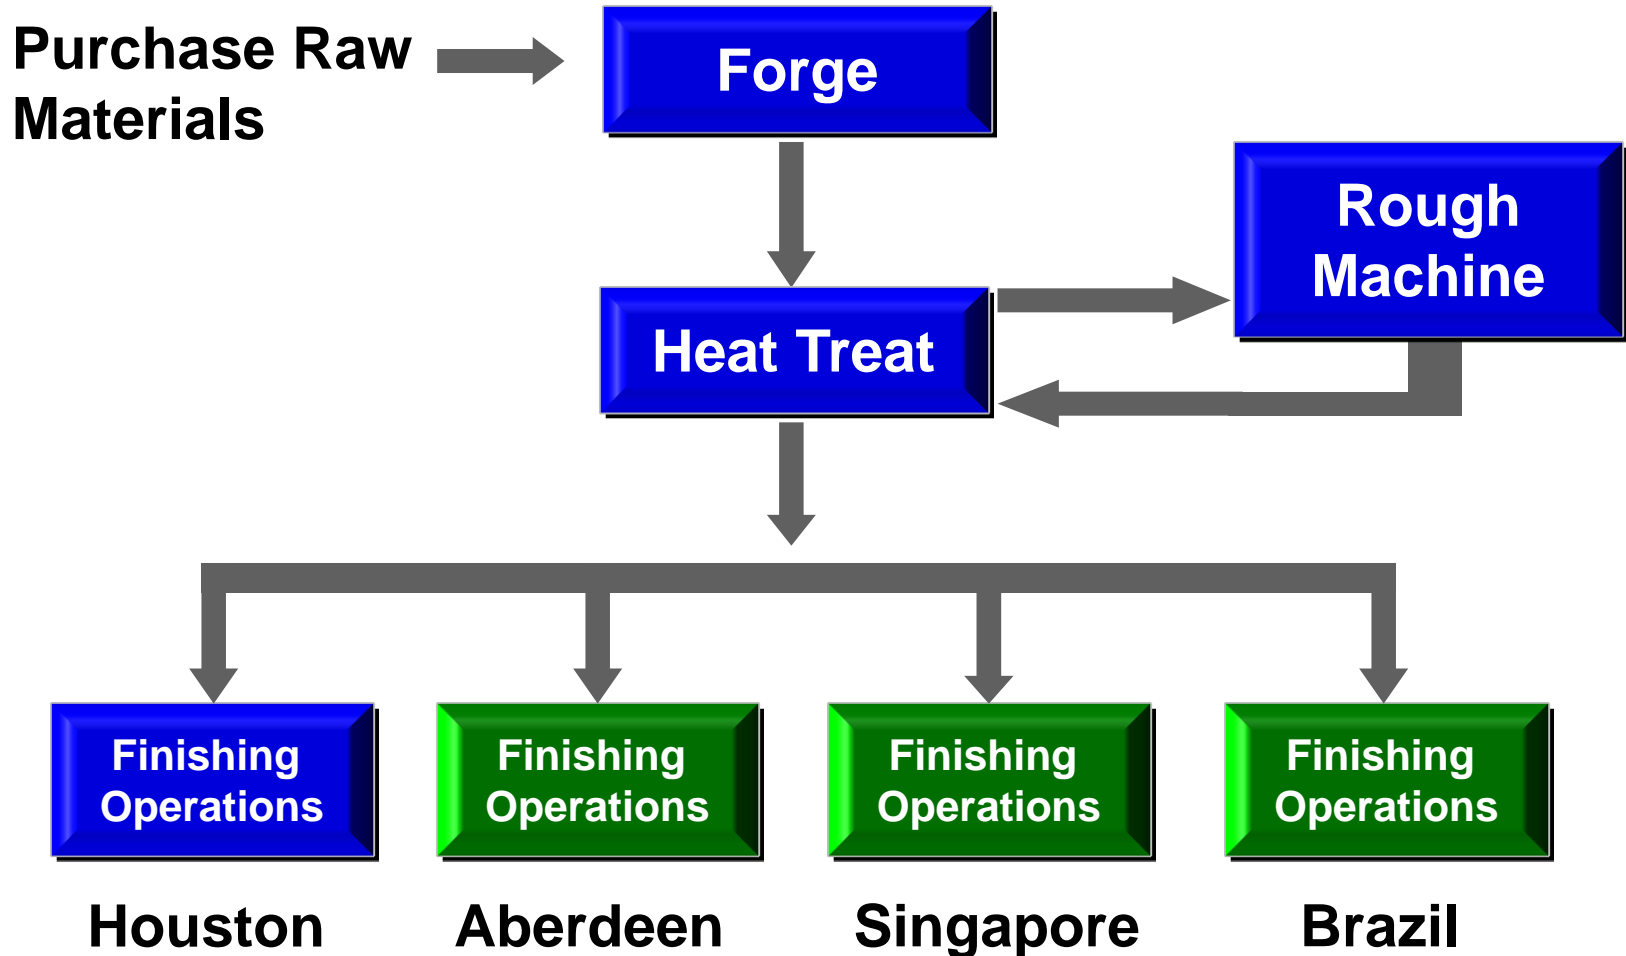 Purchase Raw
Materials
Forge
Rough
Machine
Heat Treat
Finishing
Operations
Finishing
Operations
Finishing
Operations
Finishing
Operations
Houston
Aberdeen
Singapore
Brazil